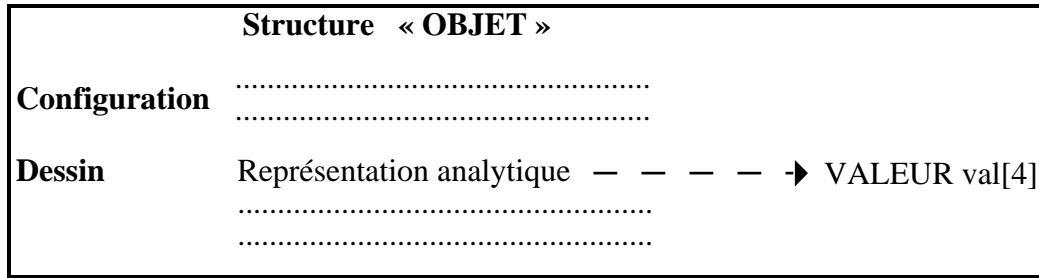 Structure « OBJET »
Configuration ....................................................
....................................................
Dessin Représentation analytique — — — — → VALEUR val[4]
....................................................
....................................................